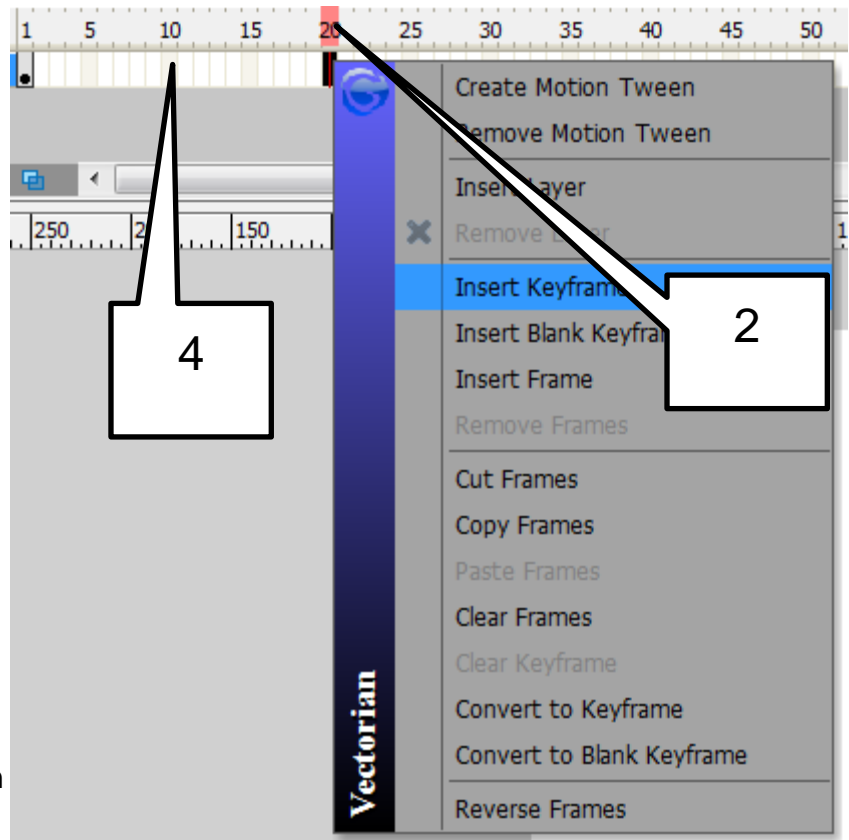 1 5 10 15 20 25 30 35 40 45 50
Create Motion Tween
Remove Motion Tween
Insert Layer
250 150
Remove Layer
Insert Keyframe
2
Insert Blank Keyfra
4
Insert Frame
Remove Frames
Cut Frames
Copy Frames
Paste Frames
Clear Frames
Clear Keyframe
Convert to Keyframe
Convert to Blank Keyframe
Reverse Frames
Vectorian